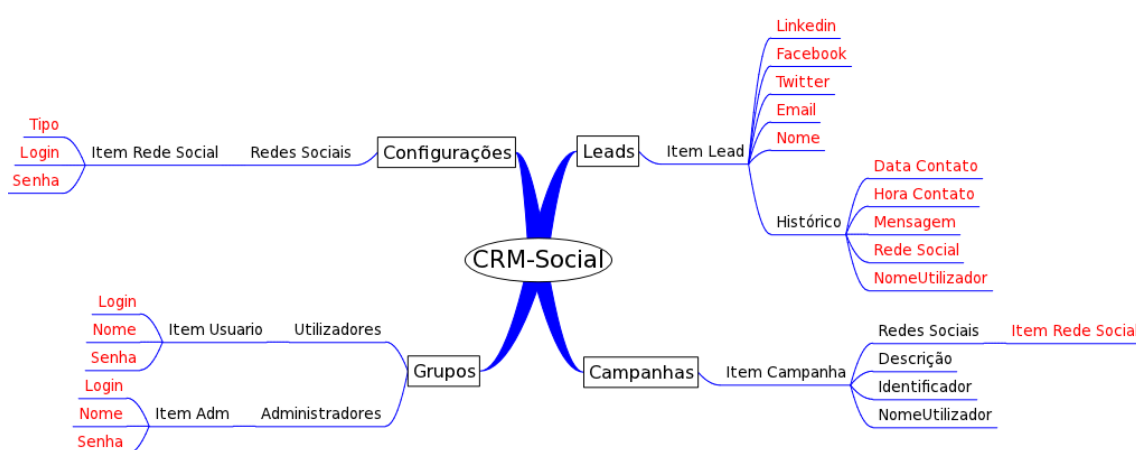 Linkedin
Facebook
Twitter
Email
Nome
Tipo
Login
Senha
Item Rede Social
Redes Sociais
Configurações
Leads
Item Lead
Data Contato
Hora Contato
Mensagem
Rede Social
NomeUtilizador
Histórico
CRM-Social
Login
Nome
Senha
Item Usuario
Utilizadores
Login
Nome
Senha
Item Adm
Administradores
Grupos
Campanhas
Item Campanha
Redes Sociais
Item Rede Social
Descrição
Identificador
NomeUtilizador